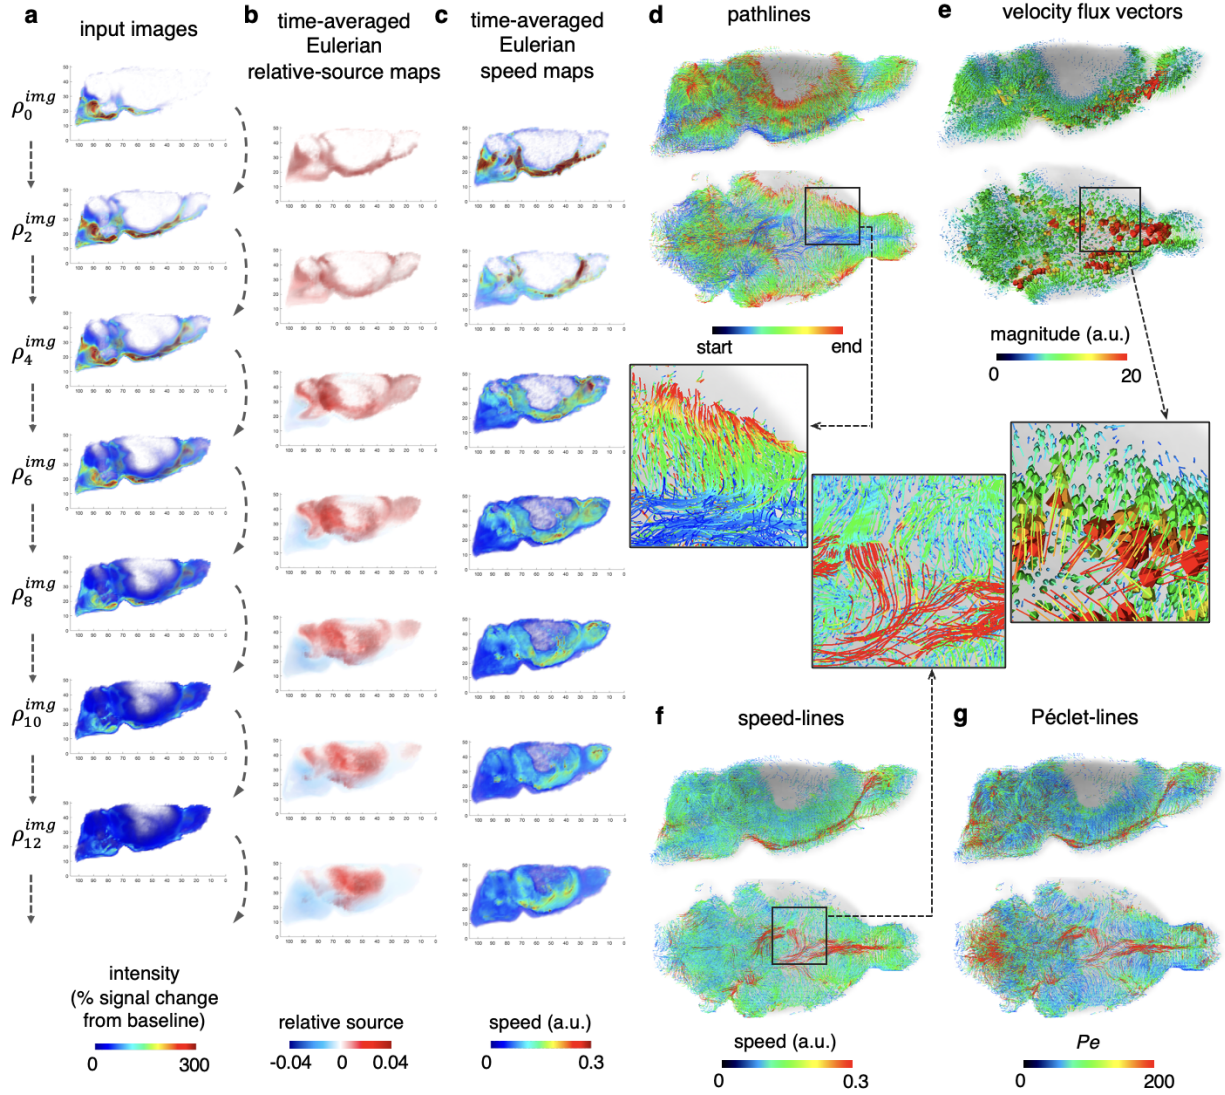 a
input images
b
time-averaged
Eulerian
relative-source maps
c
time-averaged
Eulerian
speed maps
d
pathlines
e
velocity flux vectors
ρ₀ⁱᵐᵍ
ρ₂ⁱᵐᵍ
ρ₄ⁱᵐᵍ
ρ₆ⁱᵐᵍ
ρ₈ⁱᵐᵍ
ρ₁₀ⁱᵐᵍ
ρ₁₂ⁱᵐᵍ
intensity
(% signal change
from baseline)
0 300
relative source
-0.04 0 0.04
speed (a.u.)
0 0.3
start end
magnitude (a.u.)
0 20
f
speed-lines
g
Péclet-lines
speed (a.u.)
0 0.3
Pe
0 200